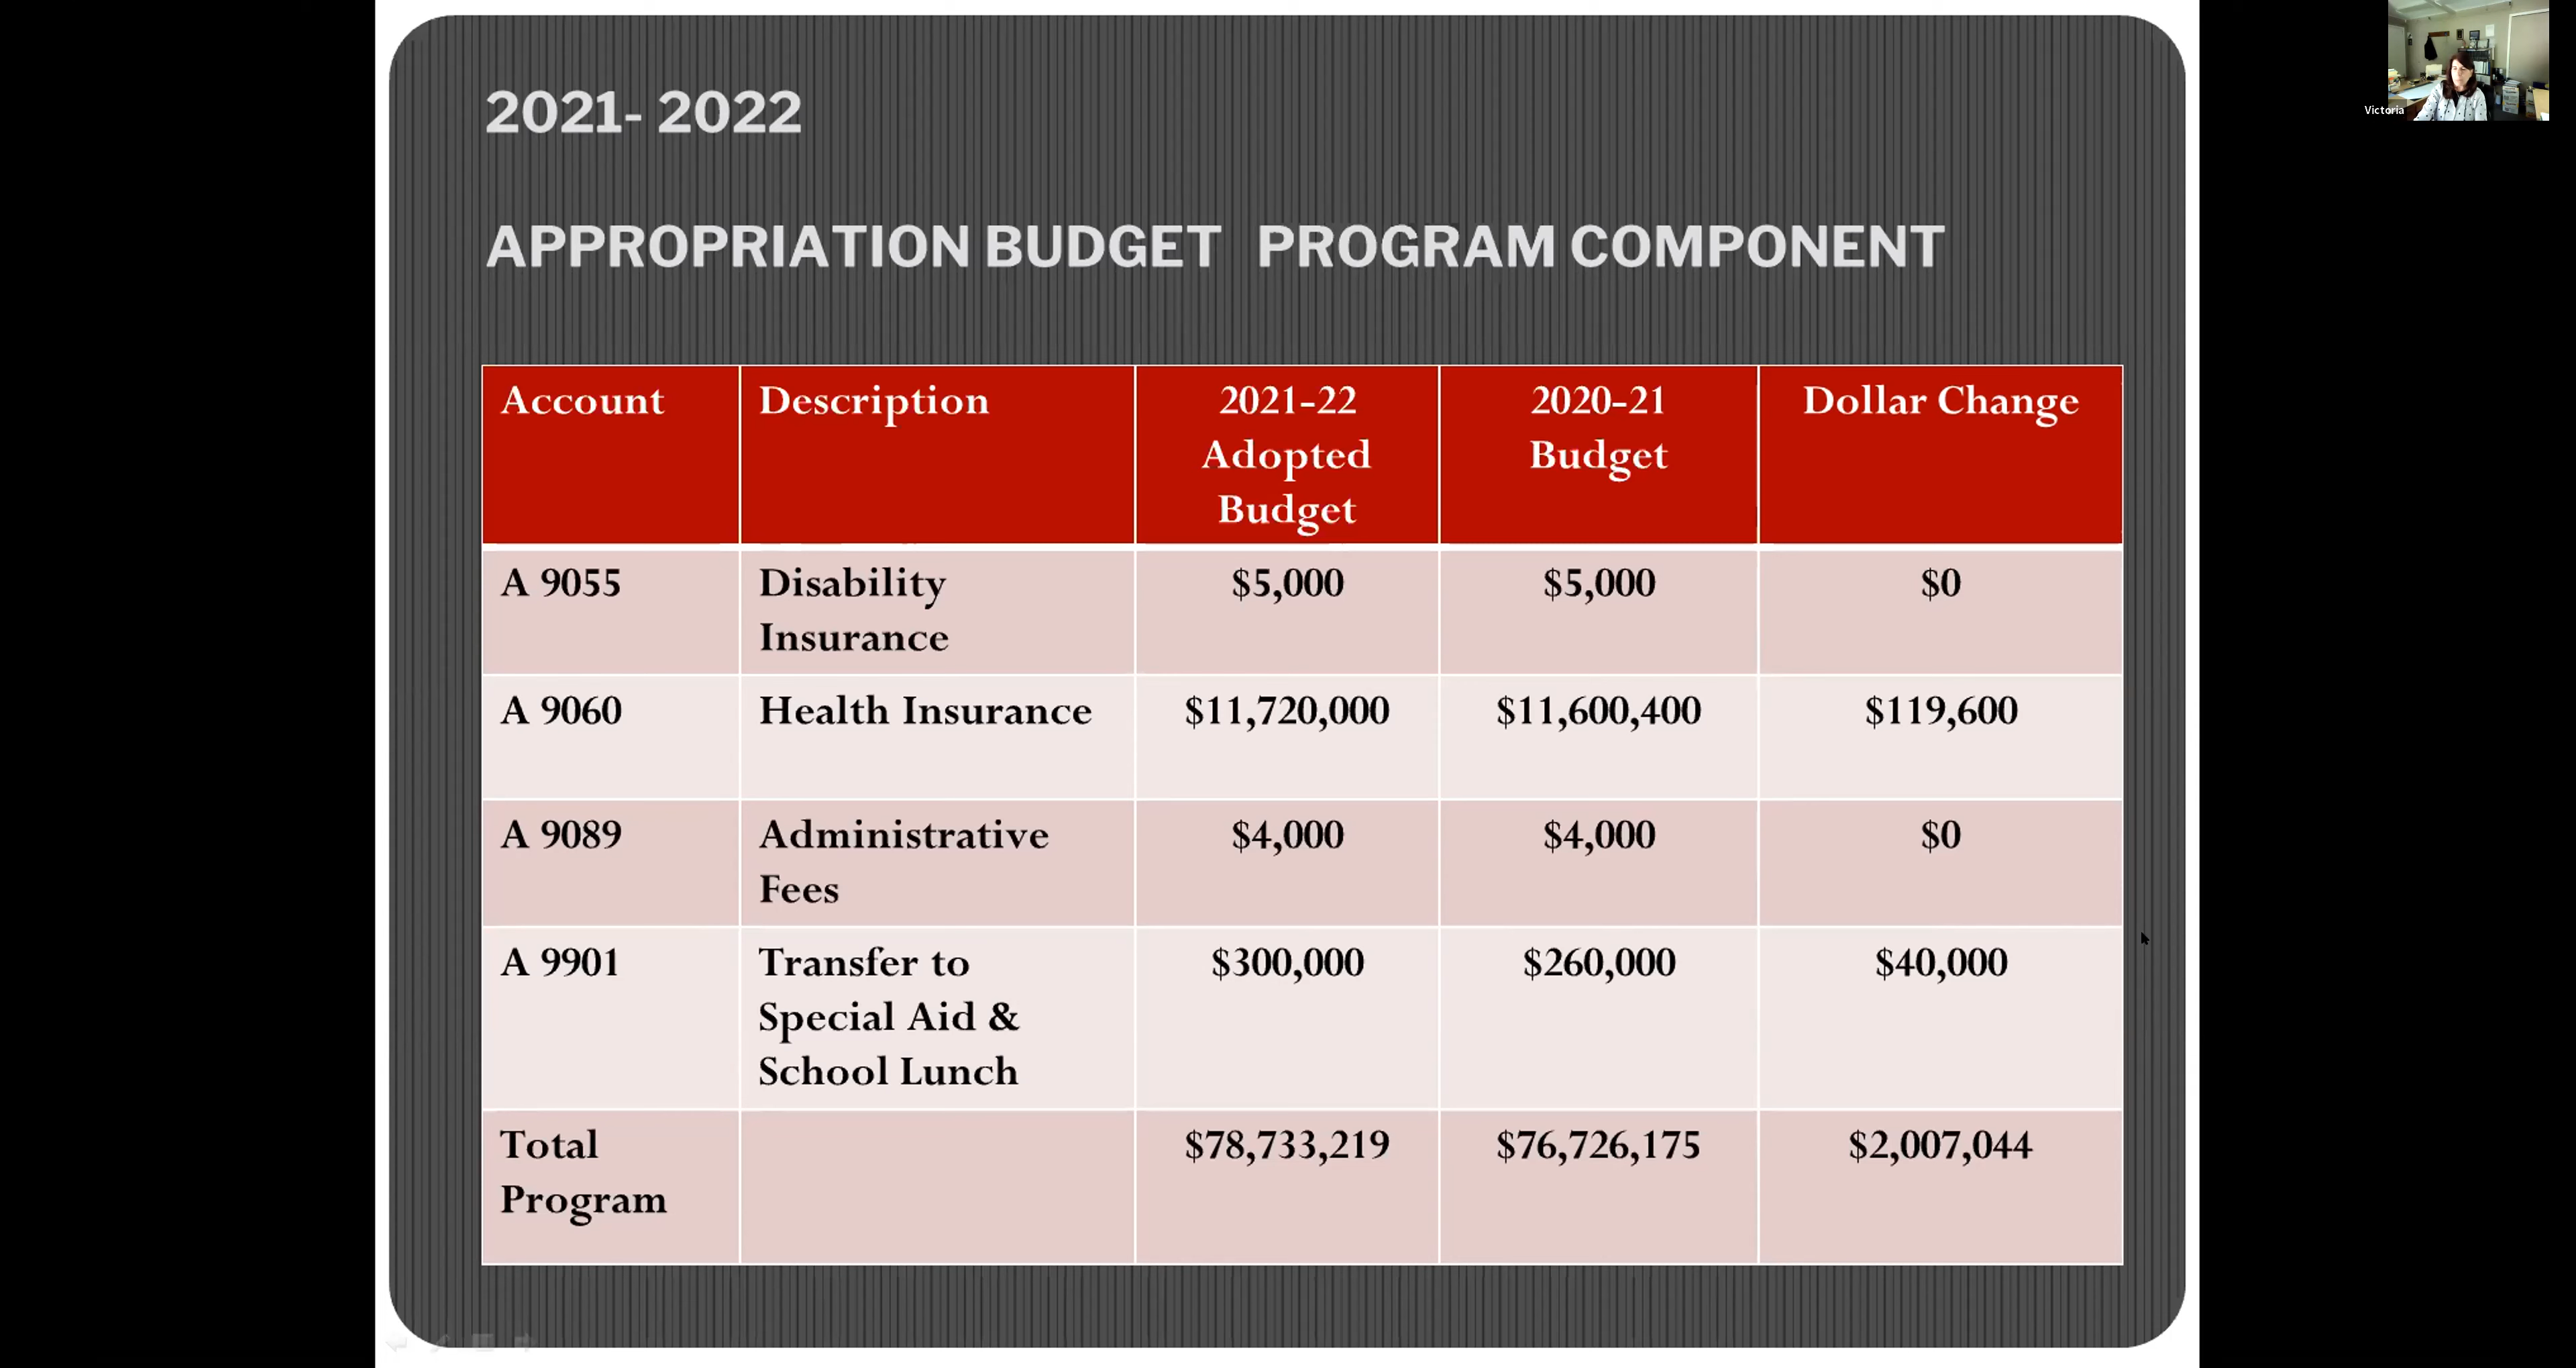 2021- 2022
APPROPRIATION BUDGET PROGRAM COMPONENT
Victoria
Account Description 2021-22 Adopted Budget 2020-21 Budget Dollar Change
A 9055 Disability Insurance $5,000 $5,000 $0
A 9060 Health Insurance $11,720,000 $11,600,400 $119,600
A 9089 Administrative Fees $4,000 $4,000 $0
A 9901 Transfer to Special Aid & School Lunch $300,000 $260,000 $40,000
Total Program $78,733,219 $76,726,175 $2,007,044